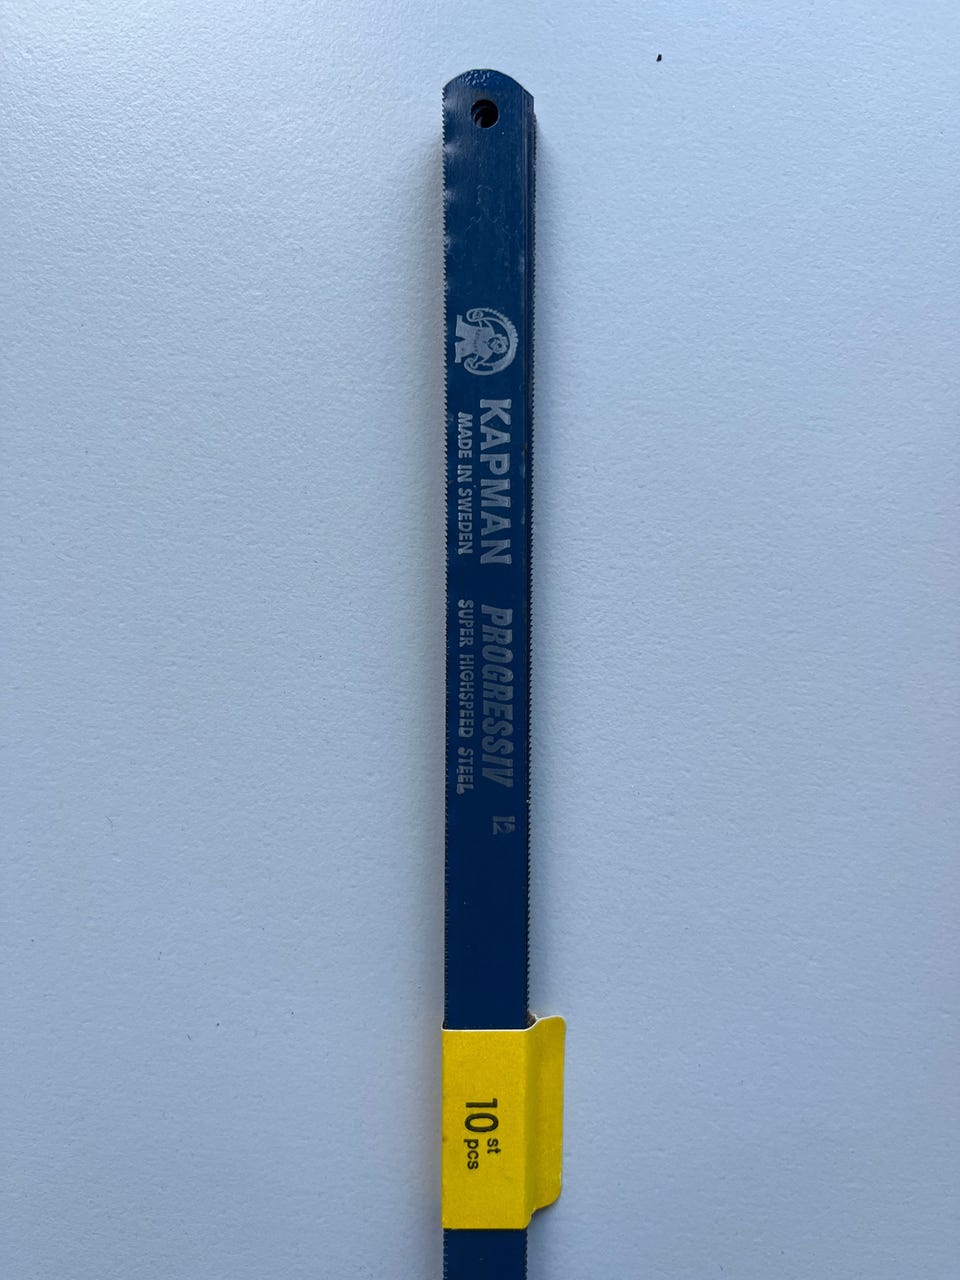 KAPMAN
MADE IN SWEDEN
PROGRESSIV 12
SUPER HIGHSPEED STEEL
10 st
pcs